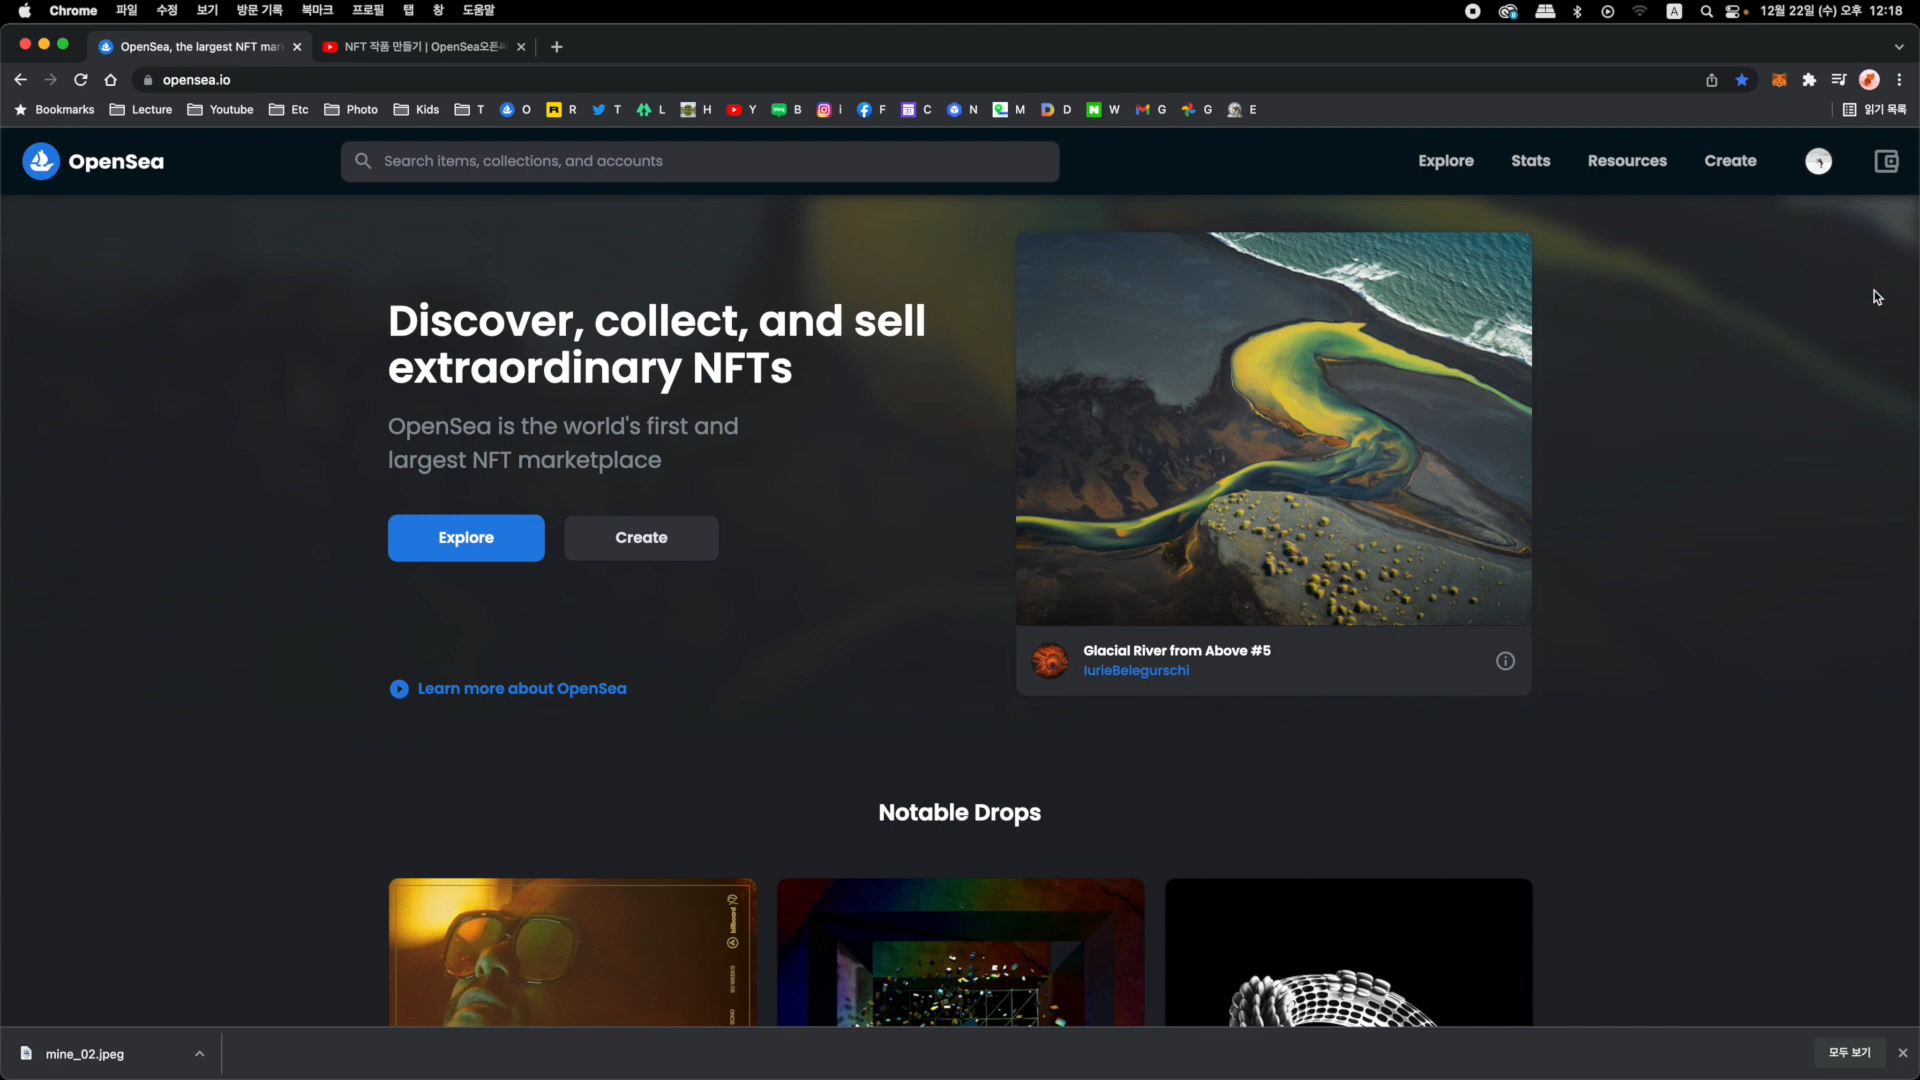 Chrome 파일 수정 보기 방문 기록 북마크 프로필 탭 창 도움말
A 12월 22일 (수) 오후 12:18
OpenSea, the largest NFT mar
NFT 작품 만들기 | OpenSea오픈
opensea.io
Bookmarks Lecture Youtube Etc Photo Kids T O R T L H Y B i F C N M D W G G E
읽기 목록
OpenSea
Search items, collections, and accounts
Explore Stats Resources Create
Discover, collect, and sell
extraordinary NFTs
OpenSea is the world's first and
largest NFT marketplace
Explore Create
Glacial River from Above #5
IurieBelegurschi
Learn more about OpenSea
Notable Drops
billboard
mine_02.jpeg
모두 보기